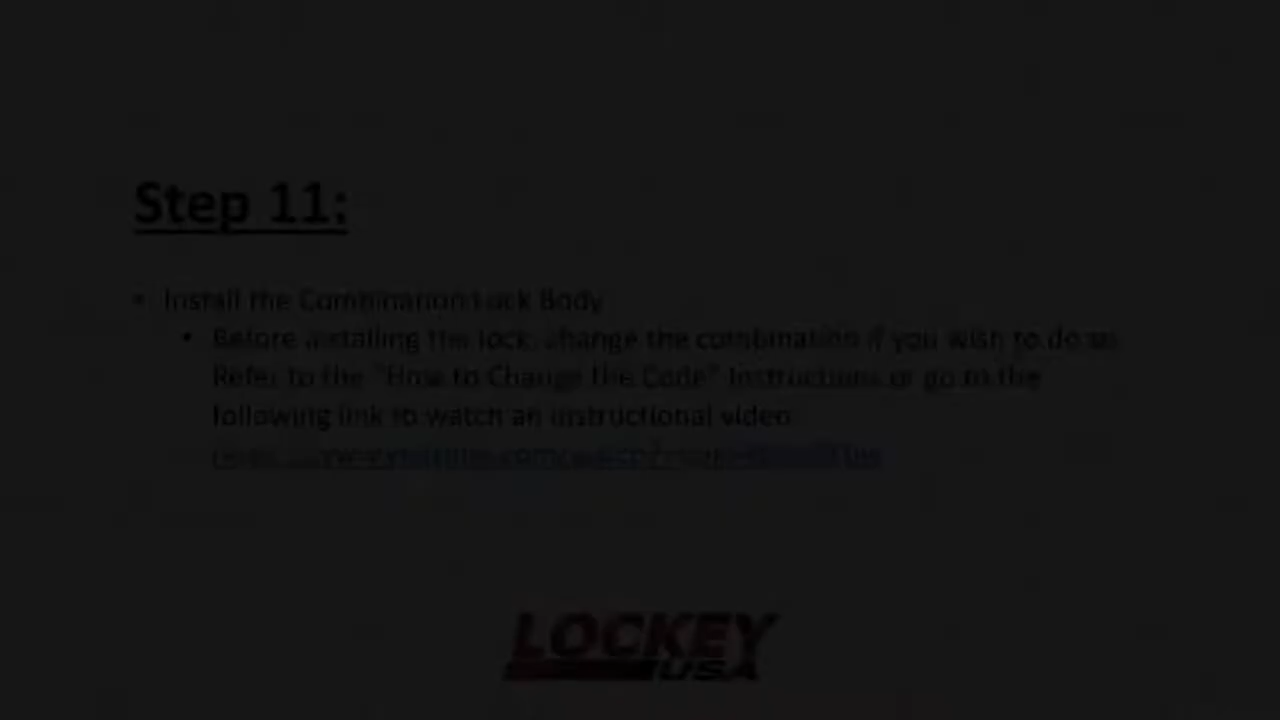 Step 11:
• Install the Combination Lock Body
• Before installing the lock, change the combination if you wish to do so.
Refer to the "How to Change the Code" Instructions or go to the
following link to watch an instructional video:
LOCKEY
USA